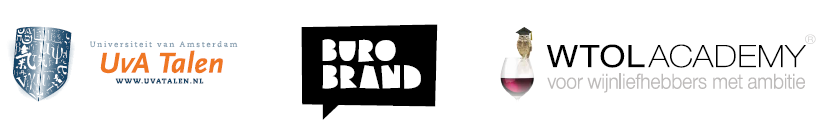 Universiteit van Amsterdam
UvA Talen
WWW.UVATALEN.NL
BURO
BRAND
WTOLACADEMY®
voor wijnliefhebbers met ambitie